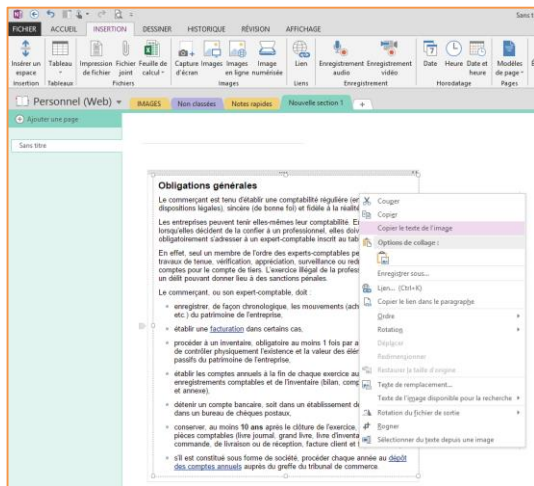 Sans t
FICHIER ACCUEIL INSERTION DESSINER HISTORIQUE RÉVISION AFFICHAGE
Insérer un espace
Tableau
Impression de fichier
Fichier joint
Feuille de calcul
Capture d'écran
Images
Images en ligne
Image numérisée
Lien
Enregistrement audio
Enregistrement vidéo
Date
Heure
Date et heure
Modèles de page
Insertion Tableaux Fichiers Images Liens Enregistrement Horodatage Pages
Personnel (Web) IMAGES Non classées Notes rapides Nouvelle section 1 +
Ajouter une page
Sans titre
Obligations générales
Le commerçant est tenu d'établir une comptabilité régulière (en
dispositions légales), sincère (de bonne foi) et fidèle à la réalité
Les entreprises peuvent tenir elles-mêmes leur comptabilité. E
lorsqu'elles décident de la confier à un professionnel, elles doiv
obligatoirement s'adresser à un expert-comptable inscrit au tab
En effet, seul un membre de l'ordre des experts-comptables pe
travaux de tenue, vérification, appréciation, surveillance ou red
comptes pour le compte de tiers. L'exercice illégal de la profess
un délit pouvant donner lieu à des sanctions pénales.
Le commerçant, ou son expert-comptable, doit :
enregistrer, de façon chronologique, les mouvements (ach
etc.) du patrimoine de l'entreprise,
établir une facturation dans certains cas,
procéder à un inventaire, obligatoire au moins 1 fois par a
de contrôler physiquement l'existence et la valeur des élém
passifs du patrimoine de l'entreprise,
établir les comptes annuels à la fin de chaque exercice au
enregistrements comptables et de l'inventaire (bilan, comp
et annexe),
détenir un compte bancaire, soit dans un établissement de
dans un bureau de chèques postaux,
conserver, au moins 10 ans après le clôture de l'exercice,
pièces comptables (livre journal, grand livre, livre d'inventa
commande, de livraison ou de réception, facture client et f
s'il est constitué sous forme de société, procéder chaque année au dépôt
des comptes annuels auprès du greffe du tribunal de commerce.
Couper
Copier
Copier le texte de l'image
Options de collage :
Enregistrer sous...
Lien... (Ctrl+K)
Copier le lien dans le paragraphe
Ordre
Rotation
Déplacer
Redimensionner
Restaurer la taille d'origine
Texte de remplacement...
Texte de l'image disponible pour la recherche
Rotation du fichier de sortie
Rogner
Sélectionner du texte depuis une image